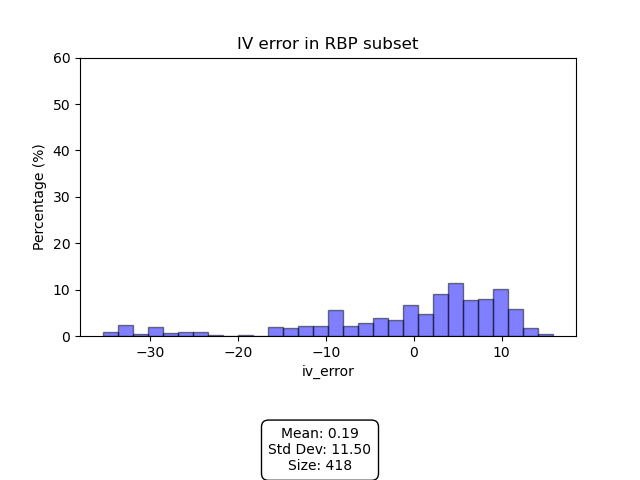 IV error in RBP subset
60
50
40
30
20
10
0
Percentage (%)
−30
−20
−10
0
10
iv_error
Mean: 0.19
Std Dev: 11.50
Size: 418